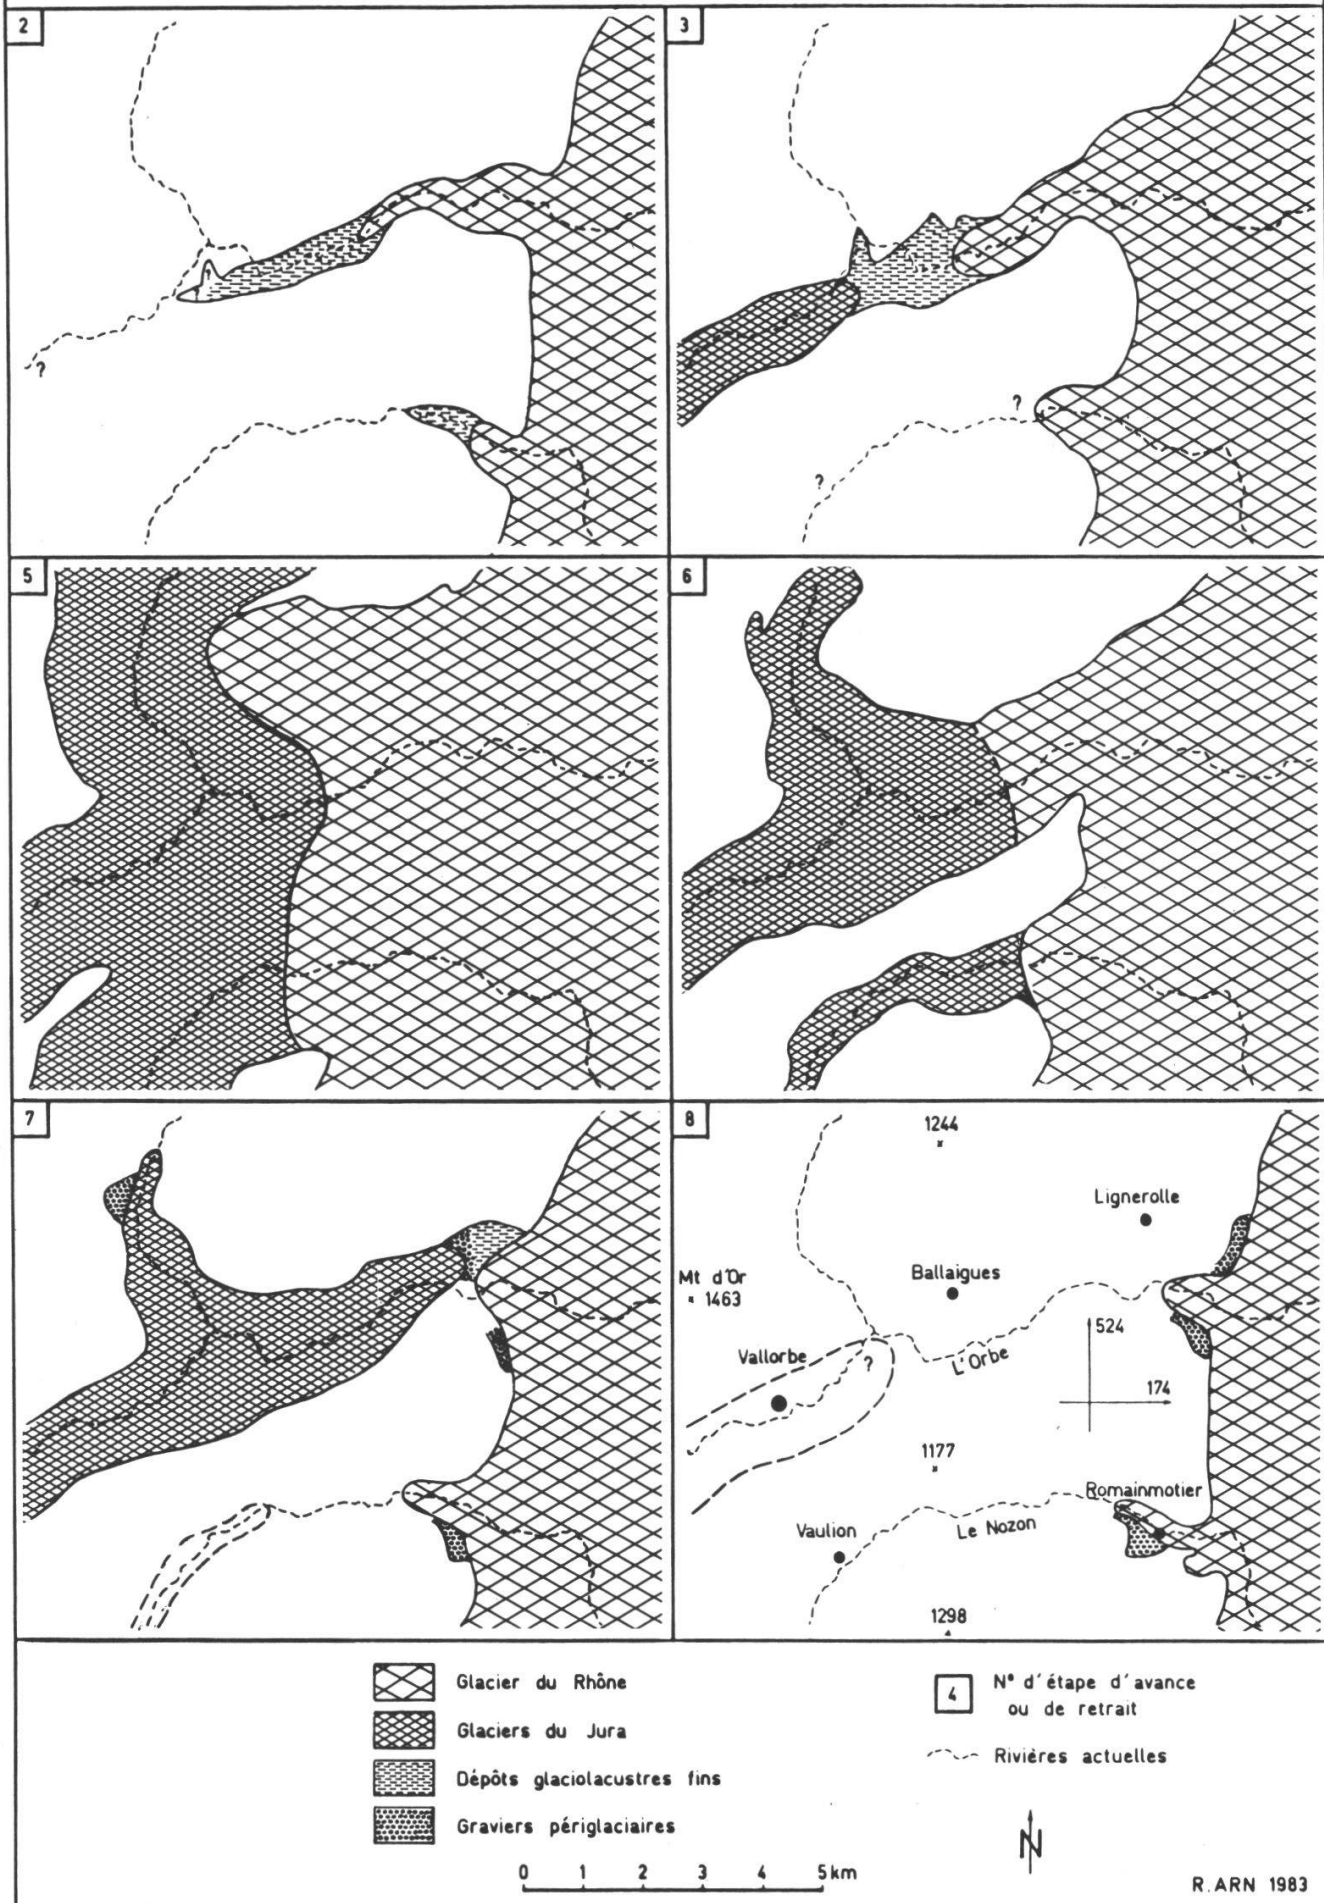 2
3
?
?
?
?
5
6
7
8
1244
Lignerolle
Mt d'Or
1463
Ballaigues
524
Vallorbe
?
L'Orbe
174
1177
Romainmotier
Vaulion
Le Nozon
1298
Glacier du Rhône
Glaciers du Jura
Dépôts glaciolacustres fins
Graviers périglaciaires
4
N° d'étape d'avance
ou de retrait
Rivières actuelles
0 1 2 3 4 5 km
N
R. ARN 1983